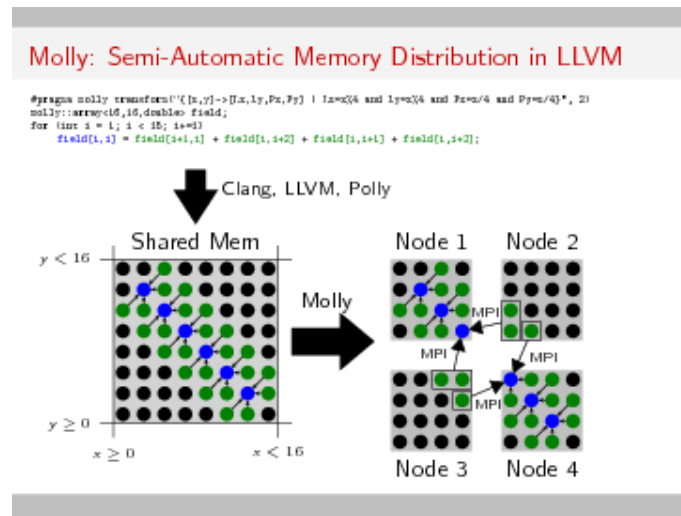 Molly: Semi-Automatic Memory Distribution in LLVM
#pragma molly transform("{[x,y]->[Lx,Ly,Px,Py] | Lx=x%4 and Ly=x%4 and Px=x/4 and Py=x/4}", 2)
molly::array<16,16,double> field;
for (int i = 1; i < 15; i+=1)
field[i,i] = field[i+1,i] + field[i,i+2] + field[i,i+1] + field[i,i+2];
Clang, LLVM, Polly
Shared Mem
Node 1
Node 2
y < 16
Molly
MPI
MPI
MPI
MPI
y ≥ 0
x ≥ 0
x < 16
Node 3
Node 4